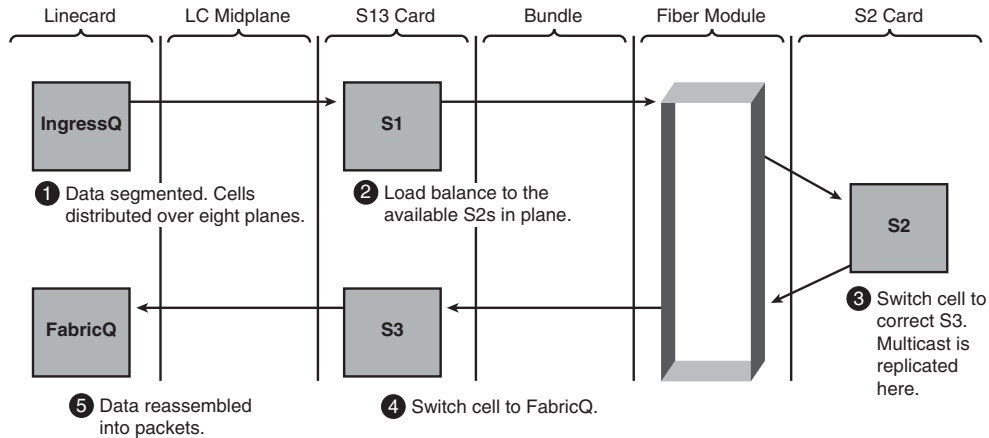 Linecard
LC Midplane
S13 Card
Bundle
Fiber Module
S2 Card
IngressQ
S1
1 Data segmented. Cells
distributed over eight planes.
2 Load balance to the
available S2s in plane.
S2
3 Switch cell to
correct S3.
Multicast is
replicated
here.
FabricQ
S3
5 Data reassembled
into packets.
4 Switch cell to FabricQ.